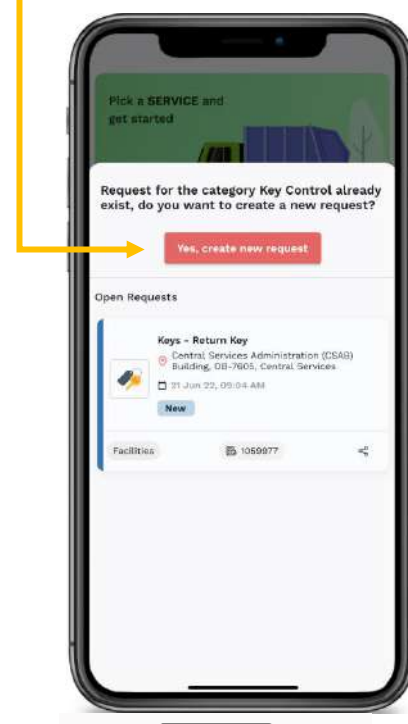 Pick a SERVICE and
get started
Request for the category Key Control already
exist, do you want to create a new request?
Yes, create new request
Open Requests
Keys - Return Key
Central Services Administration (CSAB)
Building, OB-7605, Central Services
21 Jun 22, 09:04 AM
New
Facilities
1059977